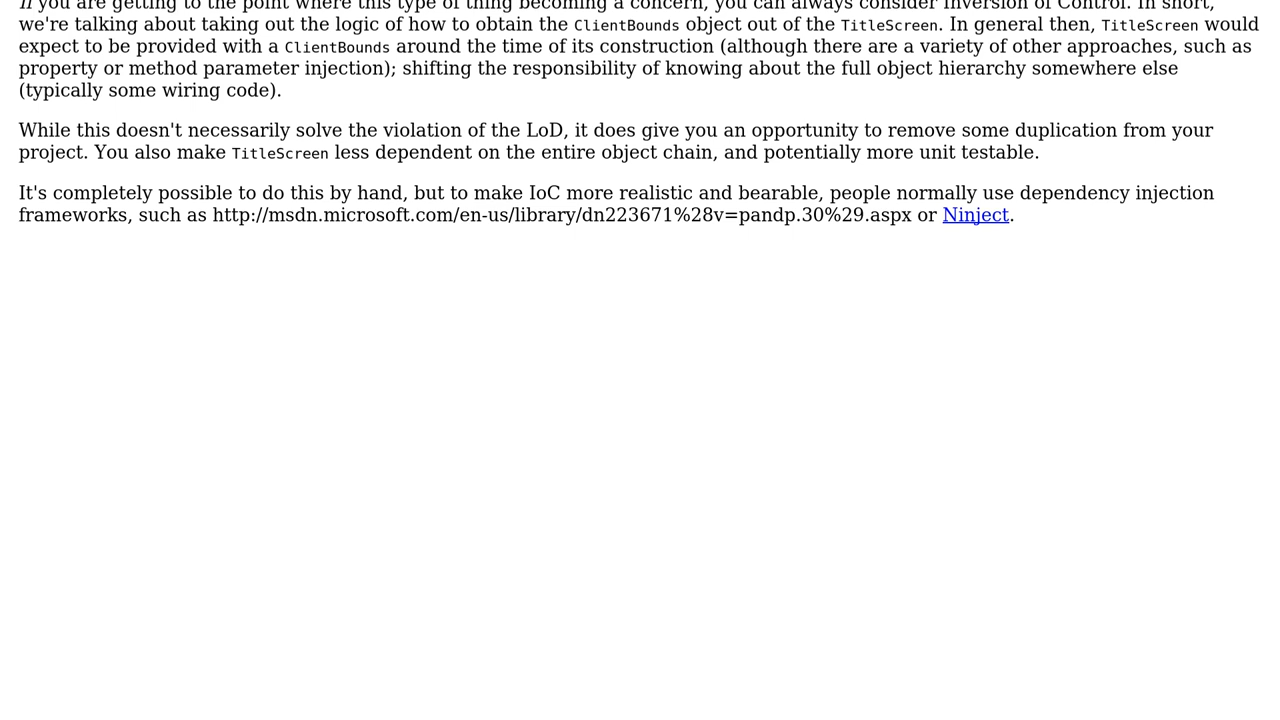 If you are getting to the point where this type of thing becoming a concern, you can always consider Inversion of Control. In short,
we're talking about taking out the logic of how to obtain the ClientBounds object out of the TitleScreen. In general then, TitleScreen would
expect to be provided with a ClientBounds around the time of its construction (although there are a variety of other approaches, such as
property or method parameter injection); shifting the responsibility of knowing about the full object hierarchy somewhere else
(typically some wiring code).
While this doesn't necessarily solve the violation of the LoD, it does give you an opportunity to remove some duplication from your
project. You also make TitleScreen less dependent on the entire object chain, and potentially more unit testable.
It's completely possible to do this by hand, but to make IoC more realistic and bearable, people normally use dependency injection
frameworks, such as http://msdn.microsoft.com/en-us/library/dn223671%28v=pandp.30%29.aspx or Ninject.